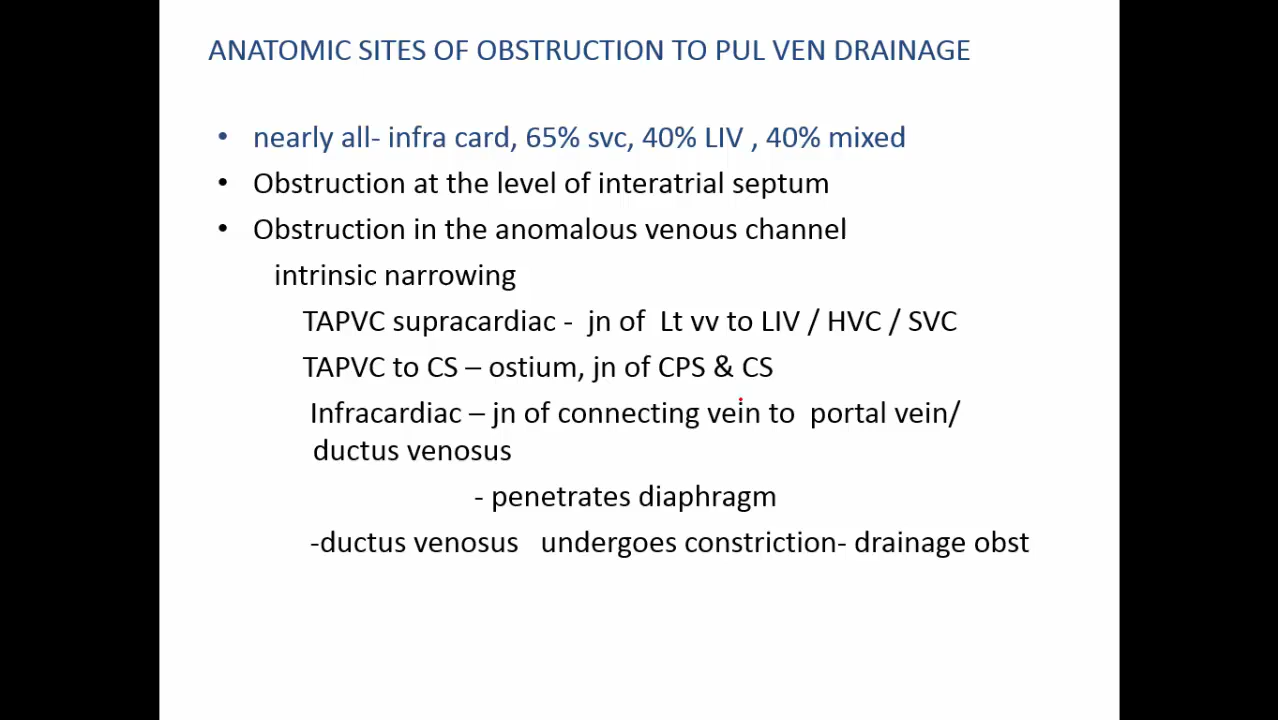 ANATOMIC SITES OF OBSTRUCTION TO PUL VEN DRAINAGE
• nearly all- infra card, 65% svc, 40% LIV , 40% mixed
• Obstruction at the level of interatrial septum
• Obstruction in the anomalous venous channel
intrinsic narrowing
TAPVC supracardiac - jn of Lt vv to LIV / HVC / SVC
TAPVC to CS – ostium, jn of CPS & CS
Infracardiac – jn of connecting vein to portal vein/
ductus venosus
- penetrates diaphragm
-ductus venosus undergoes constriction- drainage obst